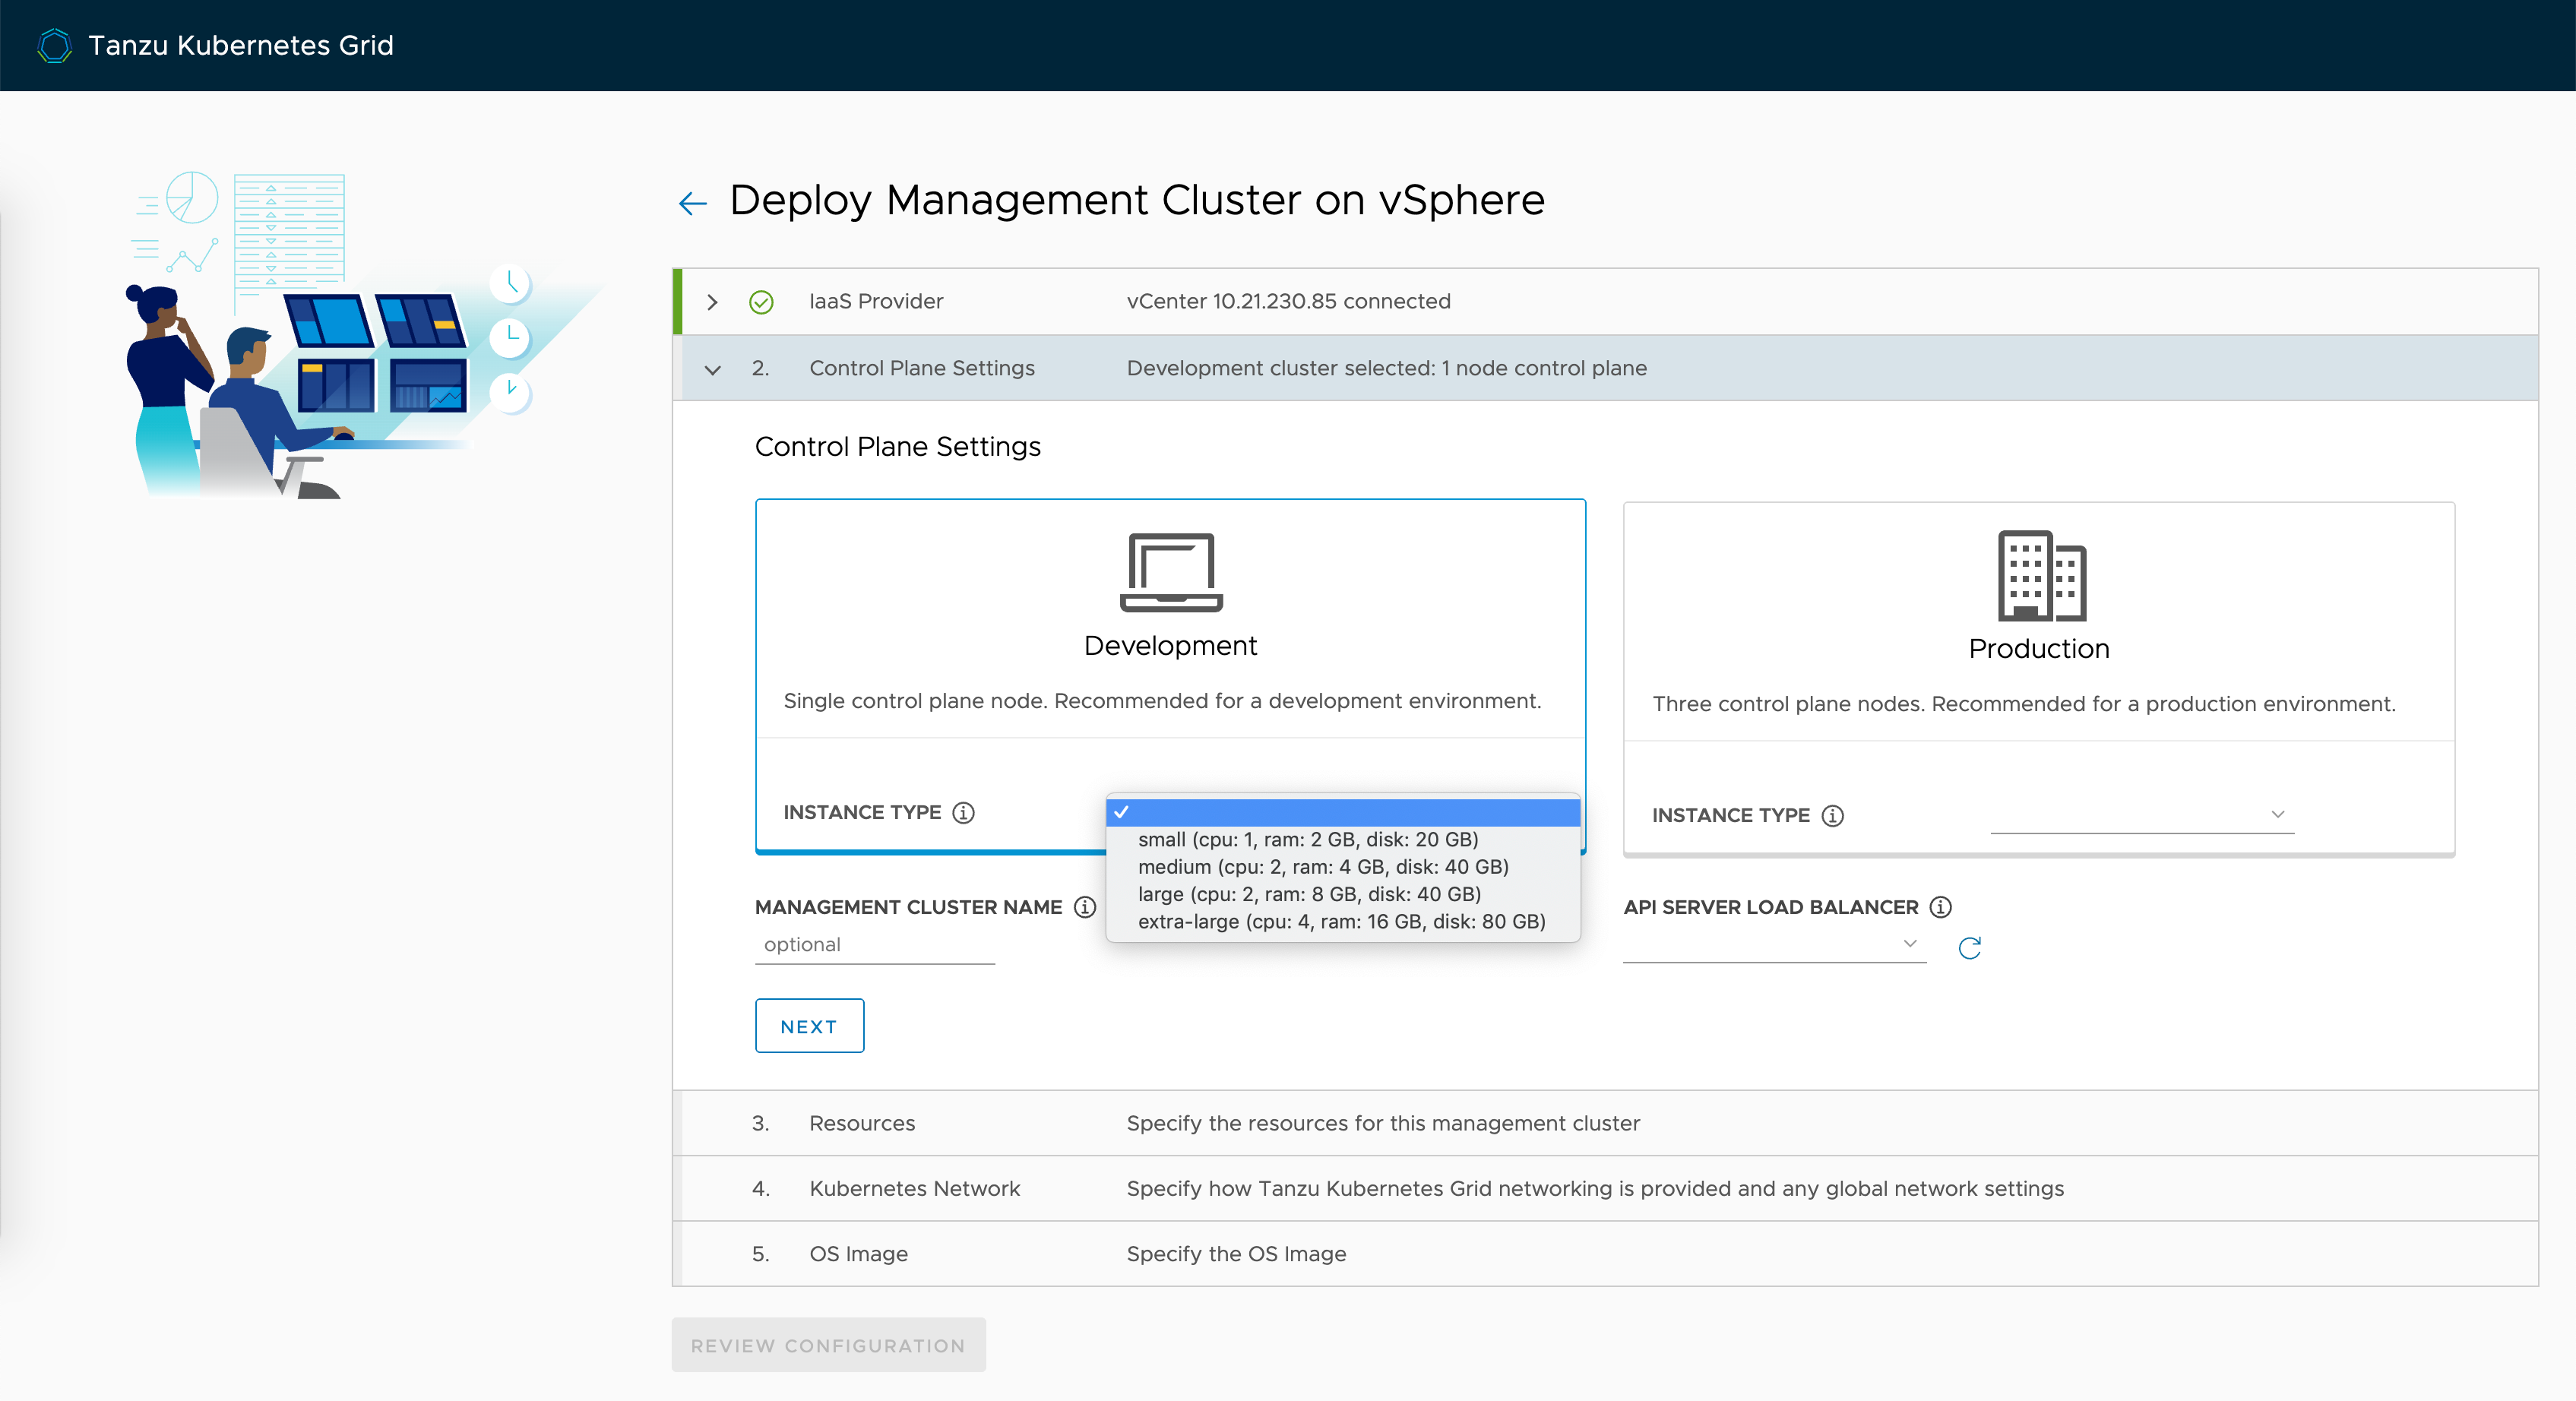 Tanzu Kubernetes Grid
Deploy Management Cluster on vSphere
IaaS Provider vCenter 10.21.230.85 connected
2. Control Plane Settings Development cluster selected: 1 node control plane
Control Plane Settings
Development
Single control plane node. Recommended for a development environment.
INSTANCE TYPE
small (cpu: 1, ram: 2 GB, disk: 20 GB)
medium (cpu: 2, ram: 4 GB, disk: 40 GB)
large (cpu: 2, ram: 8 GB, disk: 40 GB)
extra-large (cpu: 4, ram: 16 GB, disk: 80 GB)
Production
Three control plane nodes. Recommended for a production environment.
INSTANCE TYPE
MANAGEMENT CLUSTER NAME
optional
API SERVER LOAD BALANCER
NEXT
3. Resources Specify the resources for this management cluster
4. Kubernetes Network Specify how Tanzu Kubernetes Grid networking is provided and any global network settings
5. OS Image Specify the OS Image
REVIEW CONFIGURATION